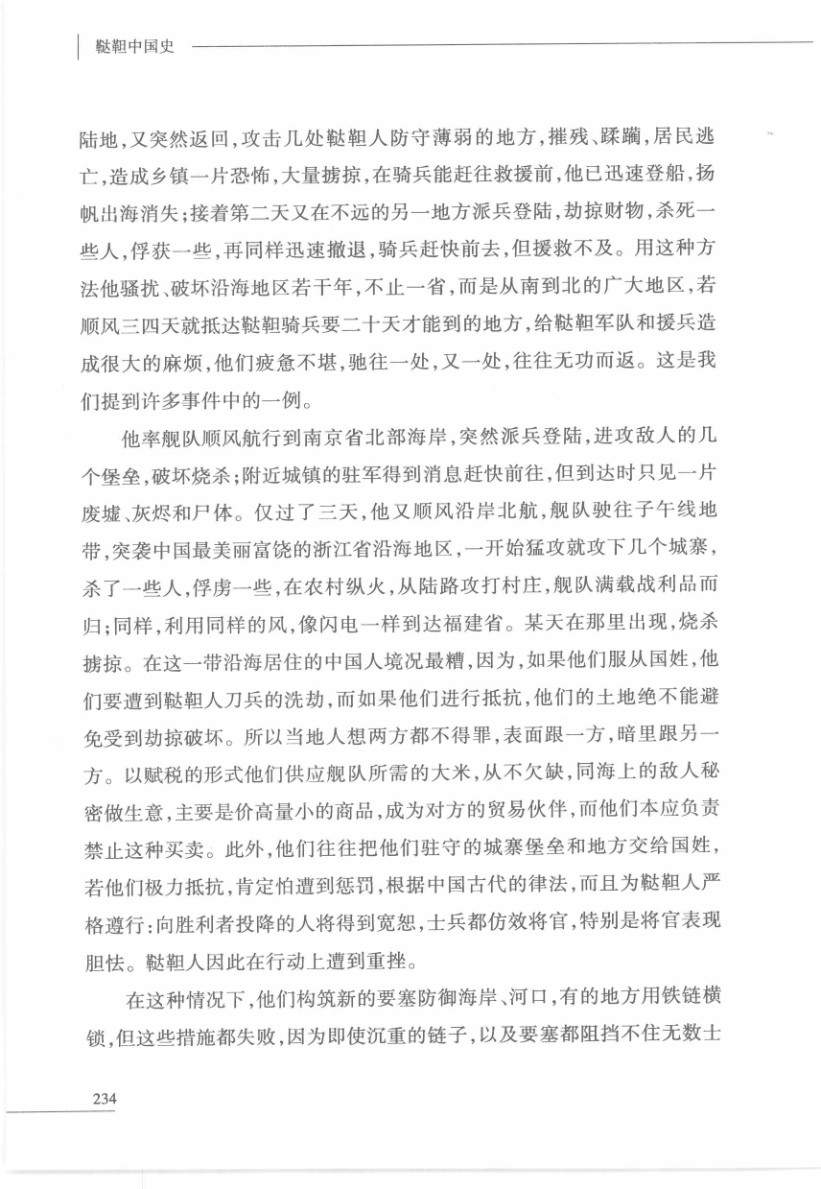 鞑靼中国史
陆地,又突然返回,攻击几处鞑靼人防守薄弱的地方,摧残、蹂躏,居民逃
亡,造成乡镇一片恐怖,大量掳掠,在骑兵能赶往救援前,他已迅速登船,扬
帆出海消失;接着第二天又在不远的另一地方派兵登陆,劫掠财物,杀死一
些人,俘获一些,再同样迅速撤退,骑兵赶快前去,但援救不及。用这种方
法他骚扰、破坏沿海地区若干年,不止一省,而是从南到北的广大地区,若
顺风三四天就抵达鞑靼骑兵要二十天才能到的地方,给鞑靼军队和援兵造
成很大的麻烦,他们疲惫不堪,驰往一处,又一处,往往无功而返。这是我
们提到许多事件中的一例。
他率舰队顺风航行到南京省北部海岸,突然派兵登陆,进攻敌人的几
个堡垒,破坏烧杀;附近城镇的驻军得到消息赶快前往,但到达时只见一片
废墟、灰烬和尸体。仅过了三天,他又顺风沿岸北航,舰队驶往子午线地
带,突袭中国最美丽富饶的浙江省沿海地区,一开始猛攻就攻下几个城寨,
杀了一些人,俘虏一些,在农村纵火,从陆路攻打村庄,舰队满载战利品而
归;同样,利用同样的风,像闪电一样到达福建省。某天在那里出现,烧杀
掳掠。在这一带沿海居住的中国人境况最糟,因为,如果他们服从国姓,他
们要遭到鞑靼人刀兵的洗劫,而如果他们进行抵抗,他们的土地绝不能避
免受到劫掠破坏。所以当地人想两方都不得罪,表面跟一方,暗里跟另一
方。以赋税的形式他们供应舰队所需的大米,从不欠缺,同海上的敌人秘
密做生意,主要是价高量小的商品,成为对方的贸易伙伴,而他们本应负责
禁止这种买卖。此外,他们往往把他们驻守的城寨堡垒和地方交给国姓,
若他们极力抵抗,肯定怕遭到惩罚,根据中国古代的律法,而且为鞑靼人严
格遵行:向胜利者投降的人将得到宽恕,士兵都仿效将官,特别是将官表现
胆怯。鞑靼人因此在行动上遭到重挫。
在这种情况下,他们构筑新的要塞防御海岸、河口,有的地方用铁链横
锁,但这些措施都失败,因为即使沉重的链子,以及要塞都阻挡不住无数士
234